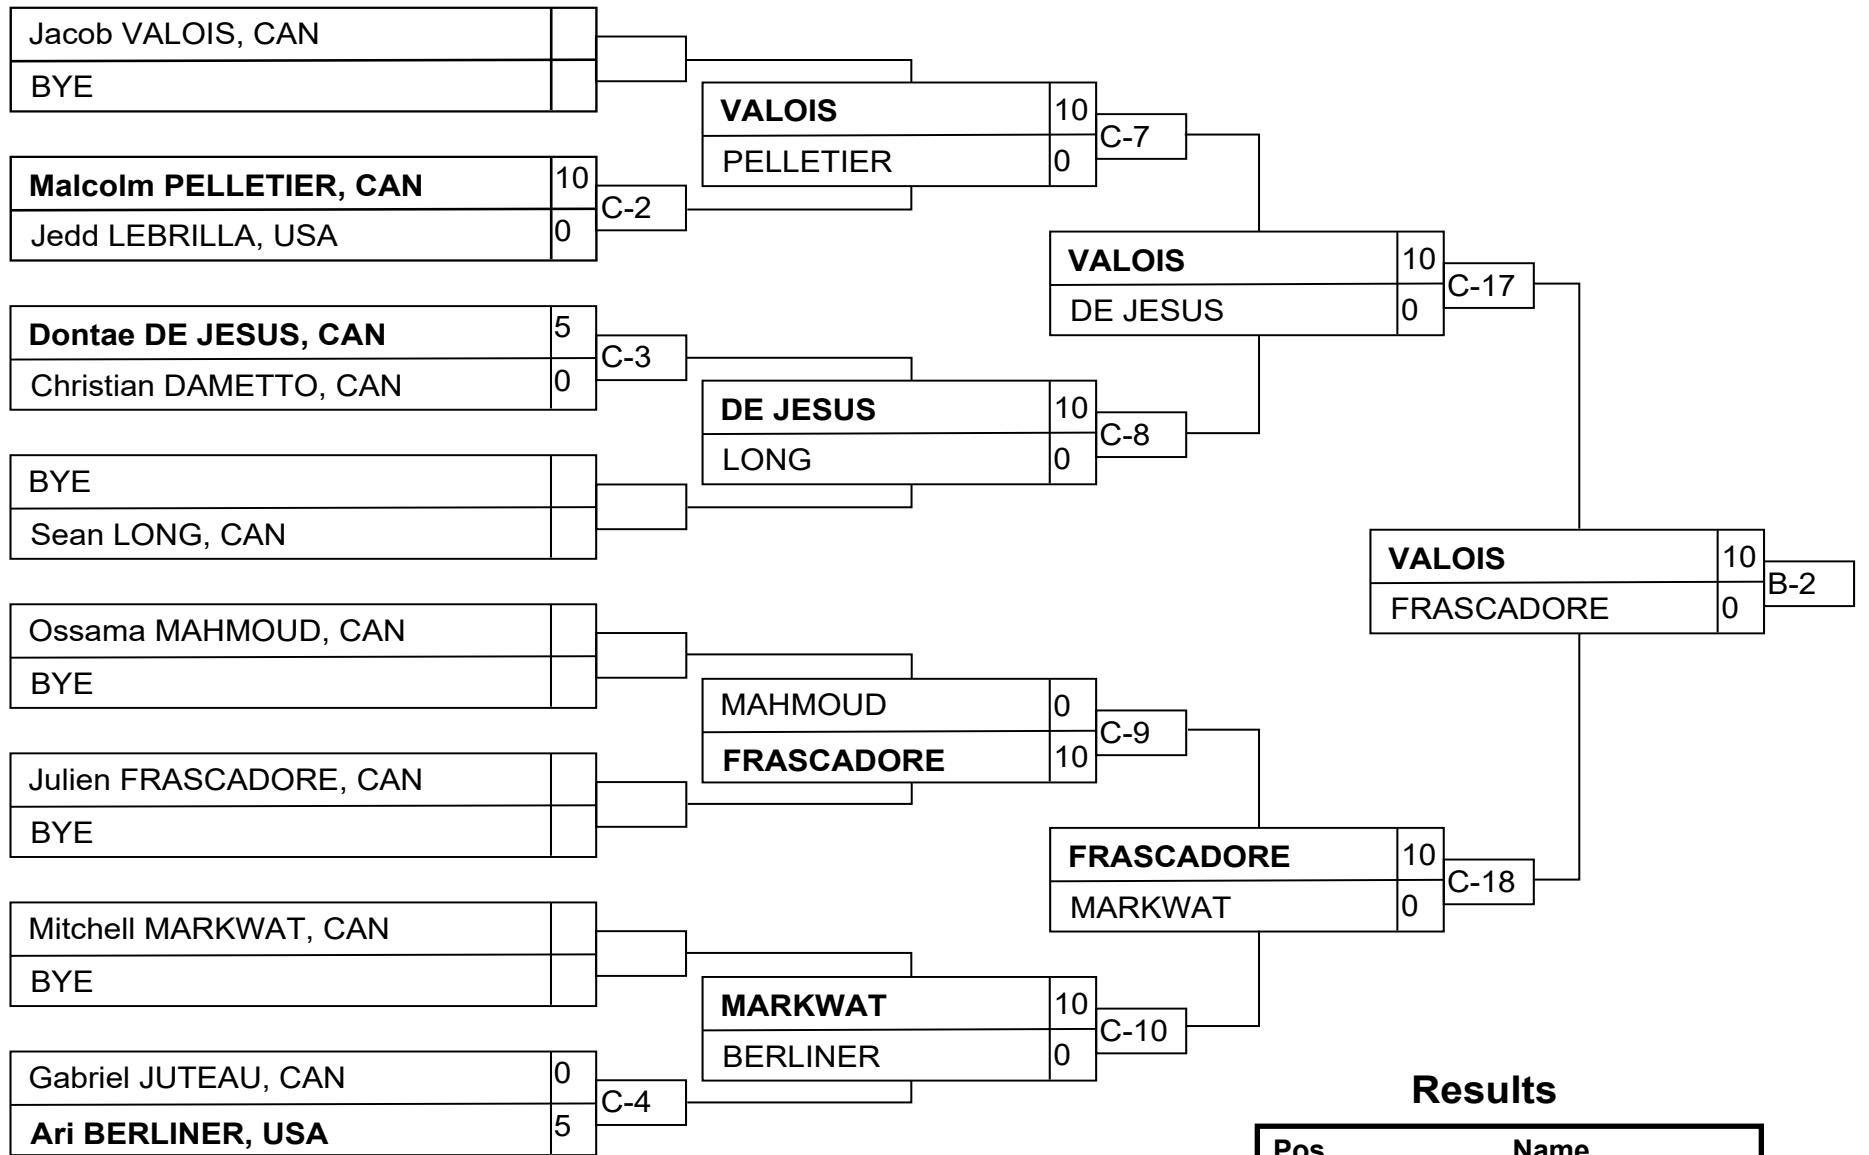 Jacob VALOIS, CAN
BYE
Malcolm PELLETIER, CAN 10
Jedd LEBRILLA, USA 0
C-2
Dontae DE JESUS, CAN 5
Christian DAMETTO, CAN 0
C-3
BYE
Sean LONG, CAN
Ossama MAHMOUD, CAN
BYE
Julien FRASCADORE, CAN
BYE
Mitchell MARKWAT, CAN
BYE
Gabriel JUTEAU, CAN 0
Ari BERLINER, USA 5
C-4
VALOIS 10
PELLETIER 0
C-7
DE JESUS 10
LONG 0
C-8
MAHMOUD 0
FRASCADORE 10
C-9
MARKWAT 10
BERLINER 0
C-10
VALOIS 10
DE JESUS 0
C-17
FRASCADORE 10
MARKWAT 0
C-18
VALOIS 10
FRASCADORE 0
B-2
Results
Pos Name